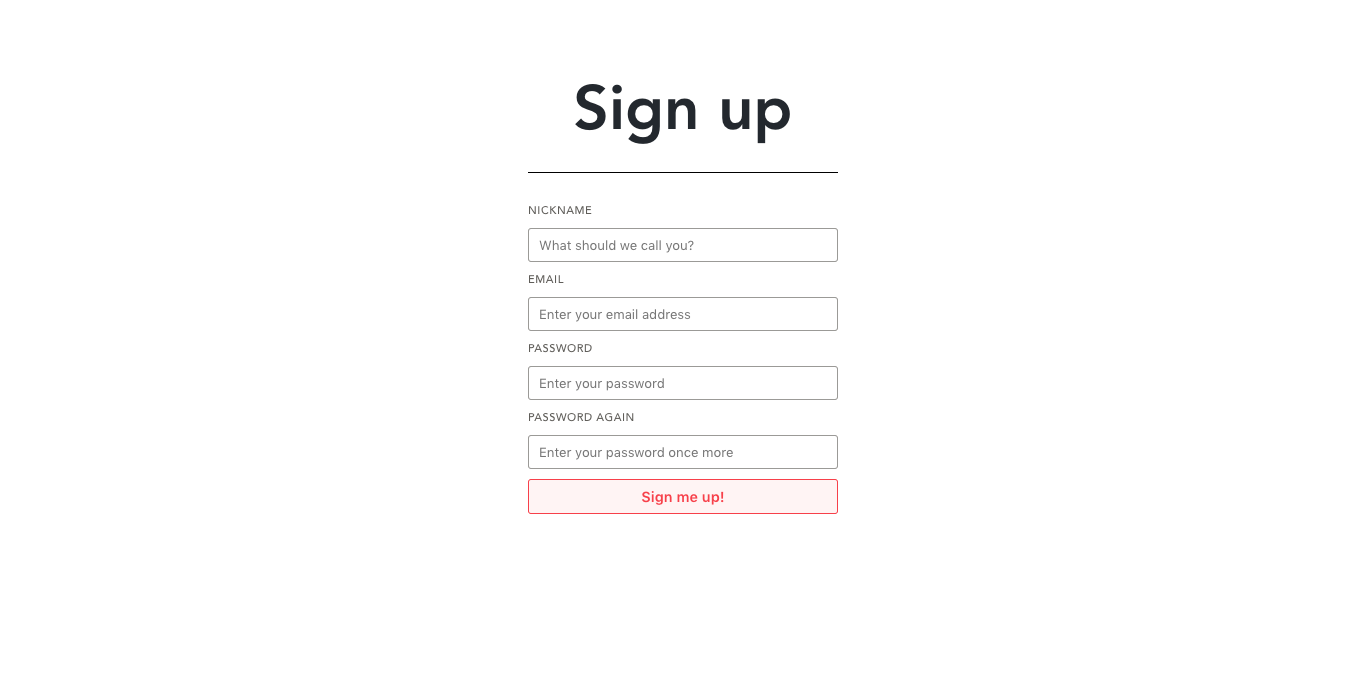 Sign up
NICKNAME
What should we call you?
EMAIL
Enter your email address
PASSWORD
Enter your password
PASSWORD AGAIN
Enter your password once more
Sign me up!